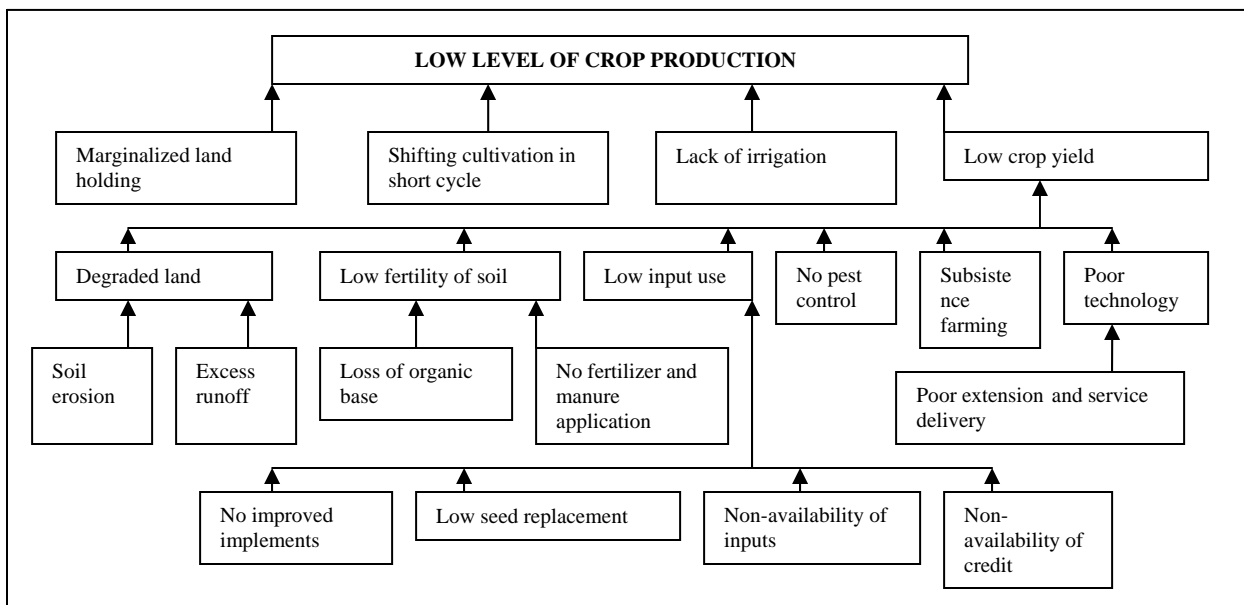 LOW LEVEL OF CROP PRODUCTION
Marginalized land
holding
Shifting cultivation in
short cycle
Lack of irrigation
Low crop yield
Degraded land
Low fertility of soil
Low input use
No pest
control
Subsiste
nce
farming
Poor
technology
Soil
erosion
Excess
runoff
Loss of organic
base
No fertilizer and
manure
application
Poor extension and service
delivery
No improved
implements
Low seed replacement
Non-availability of
inputs
Non-
availability of
credit